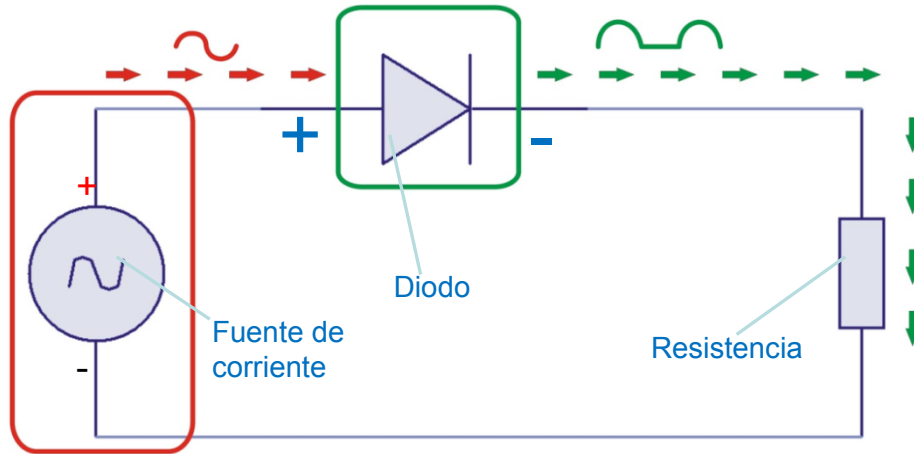 +
-
+
-
Diodo
Fuente de
corriente
Resistencia